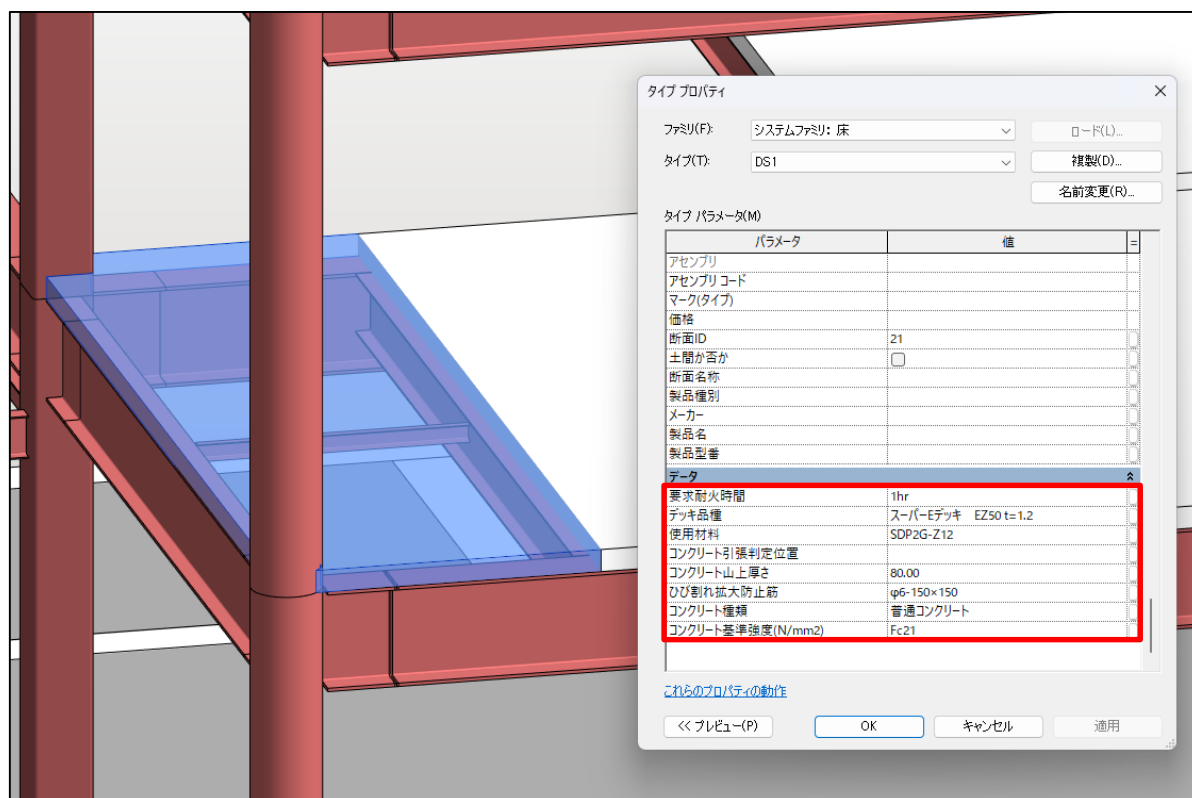 タイプ プロパティ
ファミリ(F): システムファミリ: 床 ロード(L)...
タイプ(T): DS1 複製(D)...
名前変更(R)...
タイプ パラメータ(M)
パラメータ 値 =
アセンブリ
アセンブリ コード
マーク(タイプ)
価格
断面ID 21
土間か否か
断面名称
製品種別
メーカー
製品名
製品型番
データ
要求耐火時間 1hr
デッキ品種 スーパーEデッキ EZ50 t=1.2
使用材料 SDP2G-Z12
コンクリート引張判定位置
コンクリート山上厚さ 80.00
ひび割れ拡大防止筋 φ6-150×150
コンクリート種類 普通コンクリート
コンクリート基準強度(N/mm2) Fc21
これらのプロパティの動作
<< プレビュー(P) OK キャンセル 適用